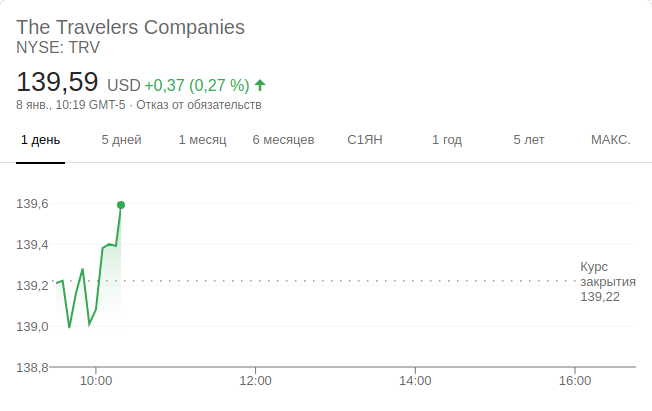 The Travelers Companies
NYSE: TRV
139,59 USD +0,37 (0,27 %)
8 янв., 10:19 GMT-5 · Отказ от обязательств
1 день 5 дней 1 месяц 6 месяцев С1ЯН 1 год 5 лет МАКС.
139,6
139,4
139,2
139,0
138,8
Курс
закрытия
139,22
10:00 12:00 14:00 16:00